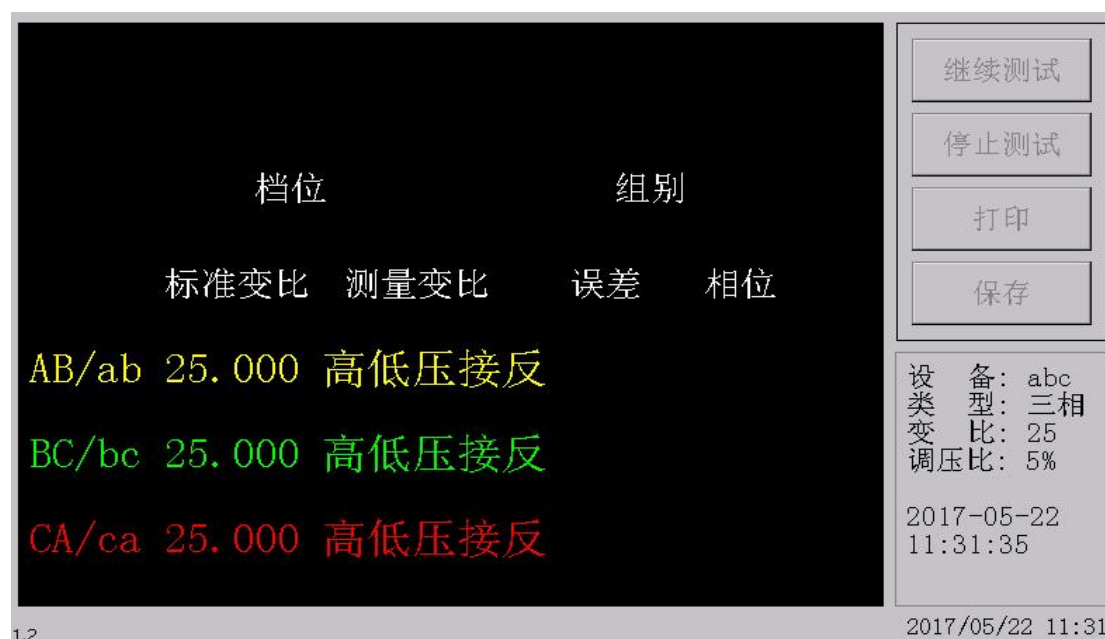 继续测试
停止测试
打印
保存
档位 组别
标准变比 测量变比 误差 相位
AB/ab 25.000 高低压接反
BC/bc 25.000 高低压接反
CA/ca 25.000 高低压接反
设 备: abc
类 型: 三相
变 比: 25
调压比: 5%
2017-05-22
11:31:35
1.2
2017/05/22 11:31